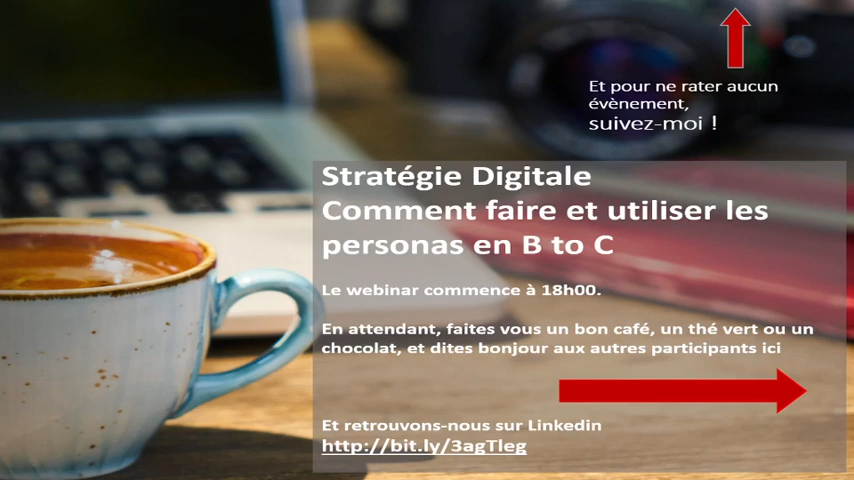 Et pour ne rater aucun
évènement,
suivez-moi !
Stratégie Digitale
Comment faire et utiliser les
personas en B to C
Le webinar commence à 18h00.
En attendant, faites vous un bon café, un thé vert ou un
chocolat, et dites bonjour aux autres participants ici
Et retrouvons-nous sur Linkedin
http://bit.ly/3agTleg